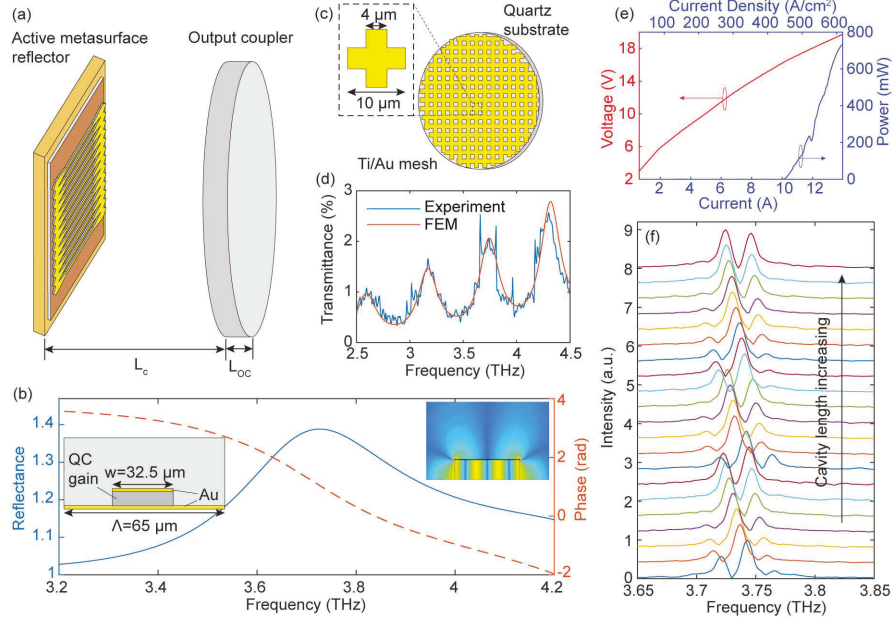 (a)
Active metasurface
reflector
Output coupler
L_c
L_OC
(b)
1.4
1.3
1.2
1.1
1
Reflectance
QC
gain
w=32.5 μm
Au
Λ=65 μm
4
2
0
-2
Phase (rad)
3.2
3.4
3.6
3.8
4
4.2
Frequency (THz)
(c)
4 μm
10 μm
Quartz
substrate
Ti/Au mesh
(d)
3
2
1
0
Transmittance (%)
Experiment
FEM
2.5
3
3.5
4
4.5
Frequency (THz)
(e)
Current Density (A/cm²)
100
200
300
400
500
600
18
14
10
6
2
Voltage (V)
800
600
400
200
0
Power (mW)
2
4
6
8
10
12
Current (A)
(f)
8
7
6
5
4
3
2
1
0
Intensity (a.u.)
Cavity length increasing
3.65
3.7
3.75
3.8
3.85
Frequency (THz)